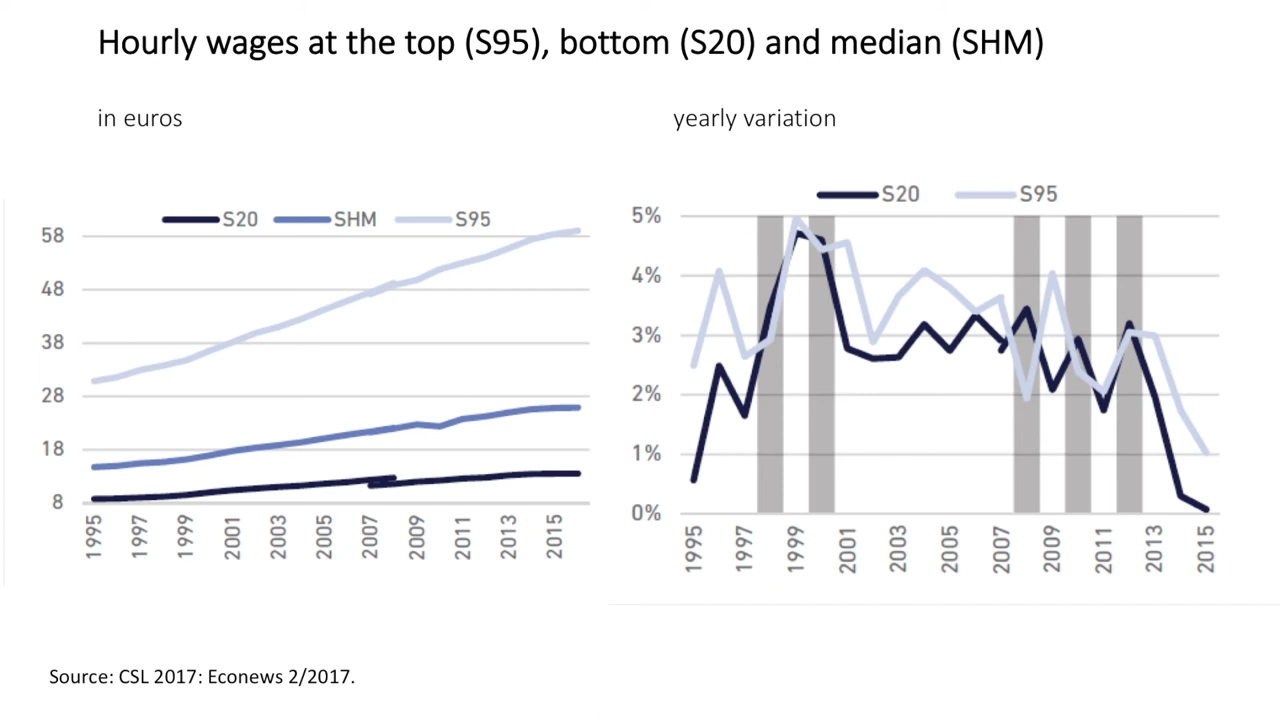 Hourly wages at the top (S95), bottom (S20) and median (SHM)
in euros
yearly variation
S20 SHM S95
58
48
38
28
18
8
1995 1997 1999 2001 2003 2005 2007 2009 2011 2013 2015
S20 S95
5%
4%
3%
2%
1%
0%
1995 1997 1999 2001 2003 2005 2007 2009 2011 2013 2015
Source: CSL 2017: Econews 2/2017.